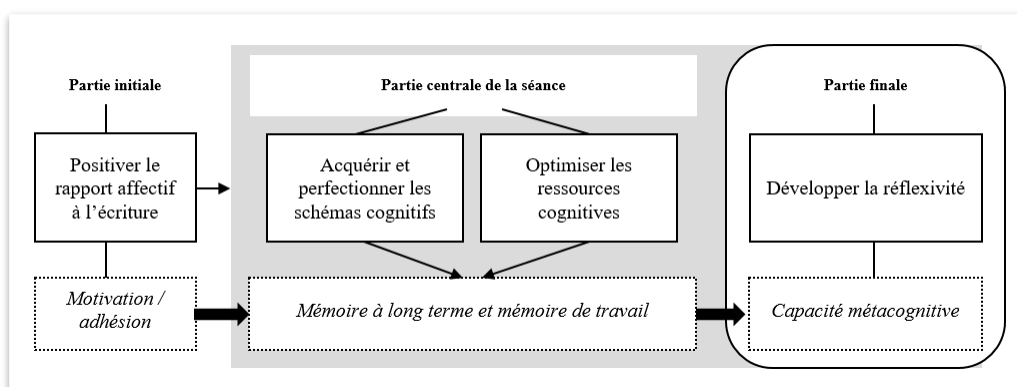 Partie initiale
Partie centrale de la séance
Partie finale
Positiver le
rapport affectif
à l’écriture
Acquérir et
perfectionner les
schémas cognitifs
Optimiser les
ressources
cognitives
Développer la réflexivité
Motivation /
adhésion
Mémoire à long terme et mémoire de travail
Capacité métacognitive